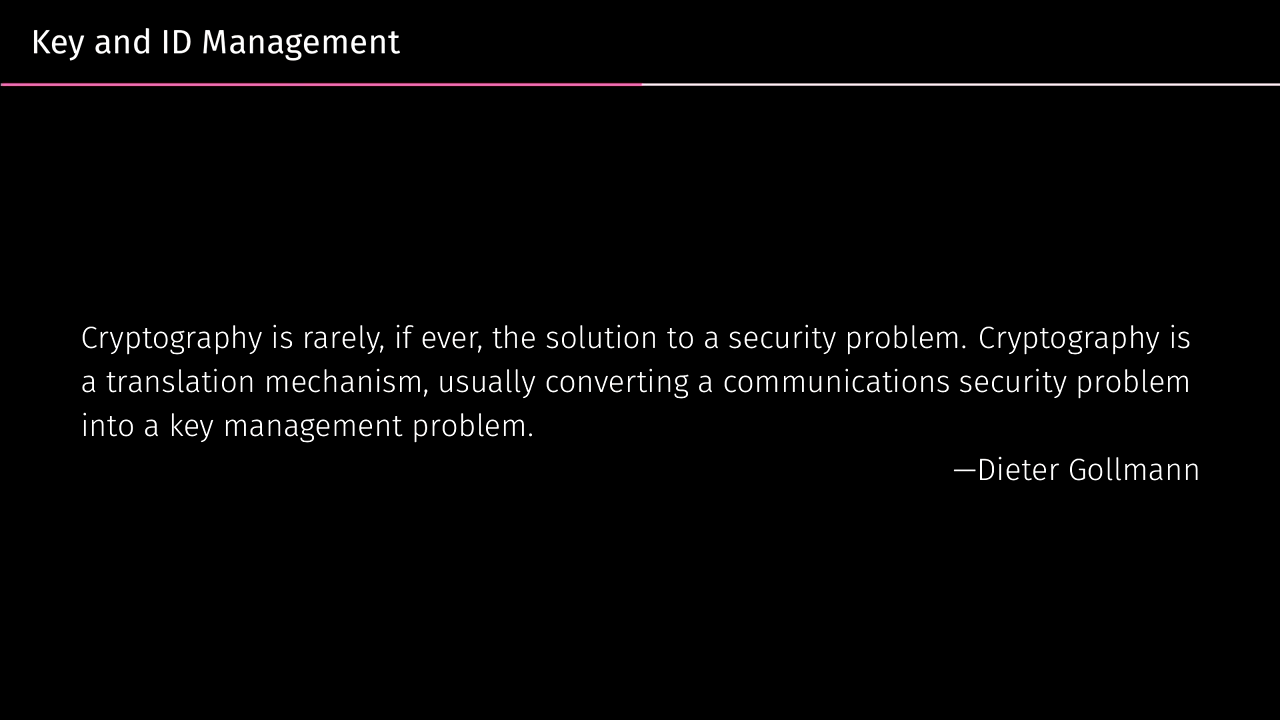 Key and ID Management
Cryptography is rarely, if ever, the solution to a security problem. Cryptography is
a translation mechanism, usually converting a communications security problem
into a key management problem.
—Dieter Gollmann